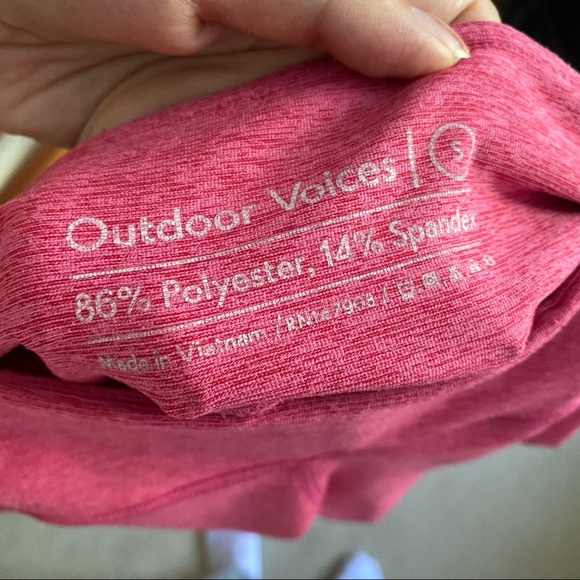 Outdoor Voices | S
86% Polyester, 14% Spandex
Made in Vietnam / /